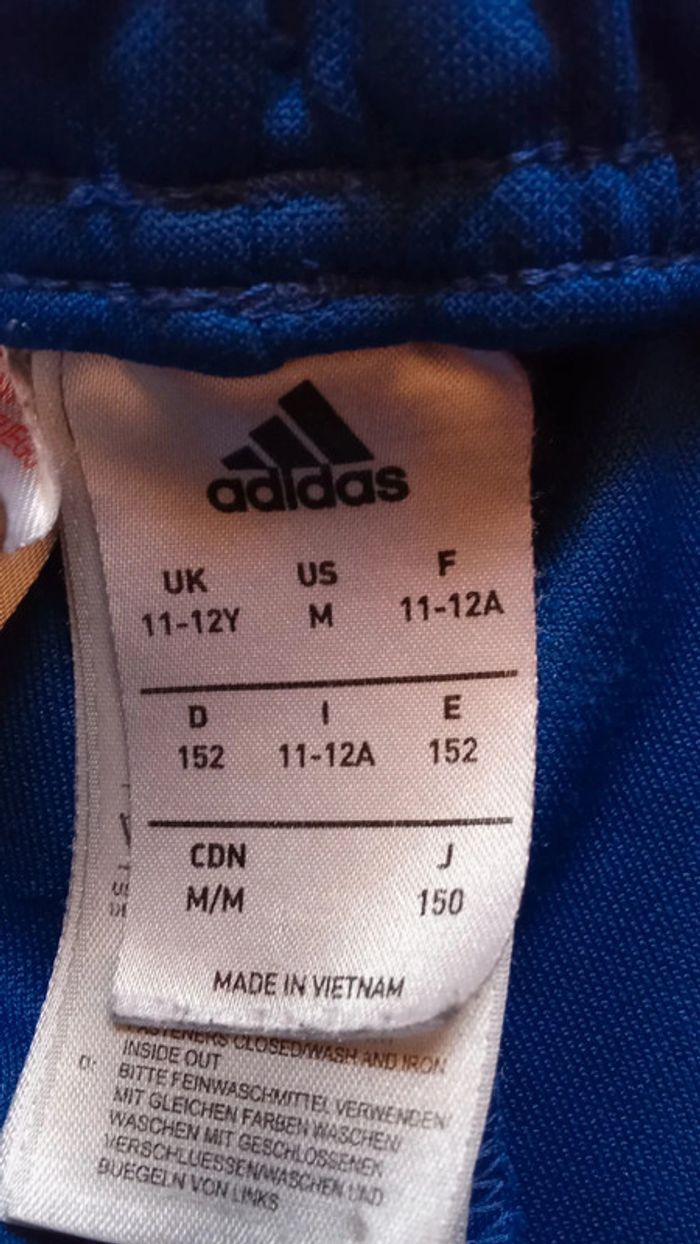 adidas
UK US F
11-12Y M 11-12A
D I E
152 11-12A 152
CDN J
M/M 150
MADE IN VIETNAM
FASTENERS CLOSED/WASH AND IRON
INSIDE OUT
D: BITTE FEINWASCHMITTEL VERWENDEN/
MIT GLEICHEN FARBEN WASCHEN/
WASCHEN MIT GESCHLOSSENEN
VERSCHLUESSEN/WASCHEN UND
BUEGELN VON LINKS